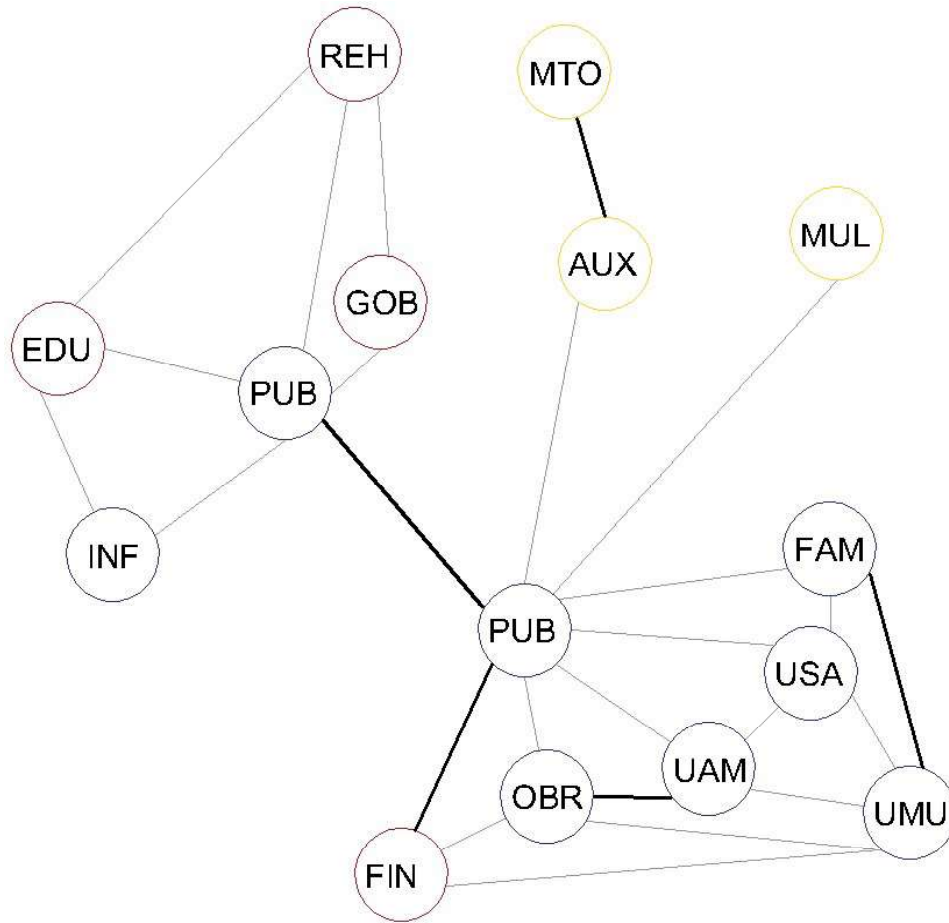 REH
MTO
MUL
AUX
GOB
EDU
PUB
INF
FAM
PUB
USA
UAM
OBR
UMU
FIN